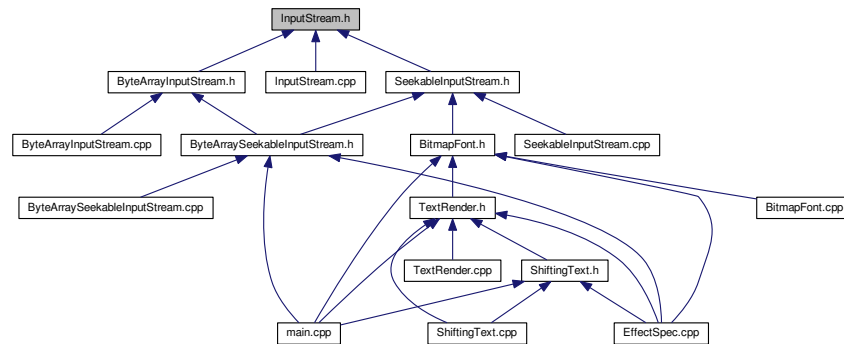 InputStream.h
ByteArrayInputStream.h
InputStream.cpp
SeekableInputStream.h
ByteArrayInputStream.cpp
ByteArraySeekableInputStream.h
BitmapFont.h
SeekableInputStream.cpp
ByteArraySeekableInputStream.cpp
TextRender.h
BitmapFont.cpp
TextRender.cpp
ShiftingText.h
main.cpp
ShiftingText.cpp
EffectSpec.cpp